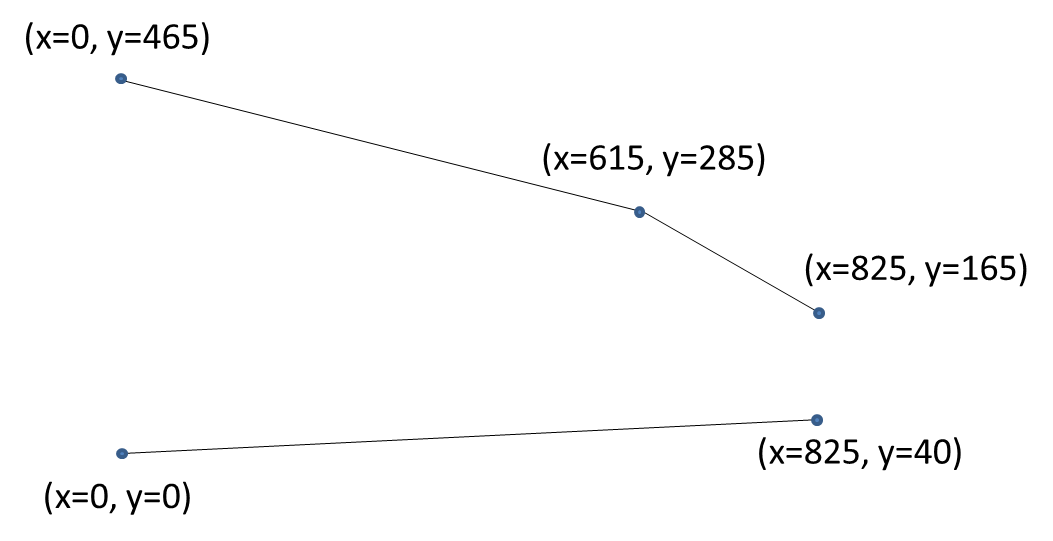 (x=0, y=465)
(x=615, y=285)
(x=825, y=165)
(x=825, y=40)
(x=0, y=0)